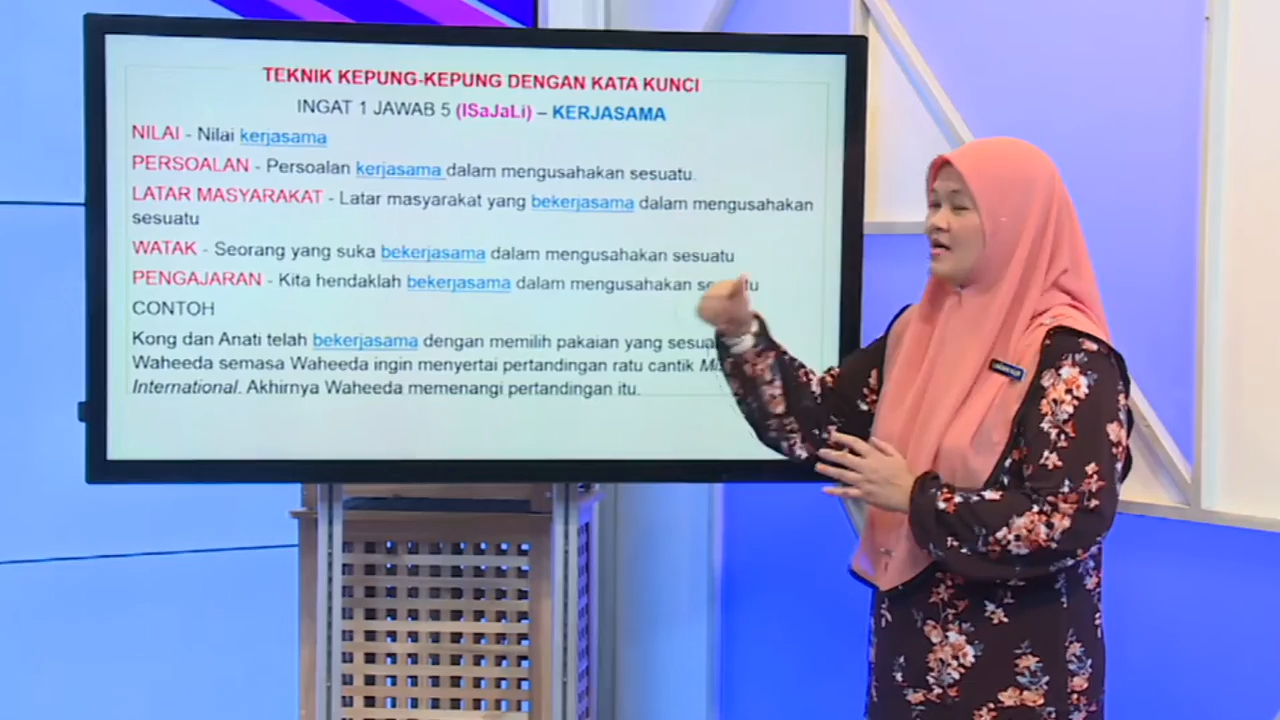 TEKNIK KEPUNG-KEPUNG DENGAN KATA KUNCI
INGAT 1 JAWAB 5 (ISaJaLi) – KERJASAMA
NILAI - Nilai kerjasama
PERSOALAN - Persoalan kerjasama dalam mengusahakan sesuatu.
LATAR MASYARAKAT - Latar masyarakat yang bekerjasama dalam mengusahakan
sesuatu
WATAK - Seorang yang suka bekerjasama dalam mengusahakan sesuatu
PENGAJARAN - Kita hendaklah bekerjasama dalam mengusahakan
CONTOH
Kong dan Anati telah bekerjasama dengan memilih pakaian yang
Waheeda semasa Waheeda ingin menyertai pertandingan ratu cantik
International. Akhirnya Waheeda memenangi pertandingan itu.